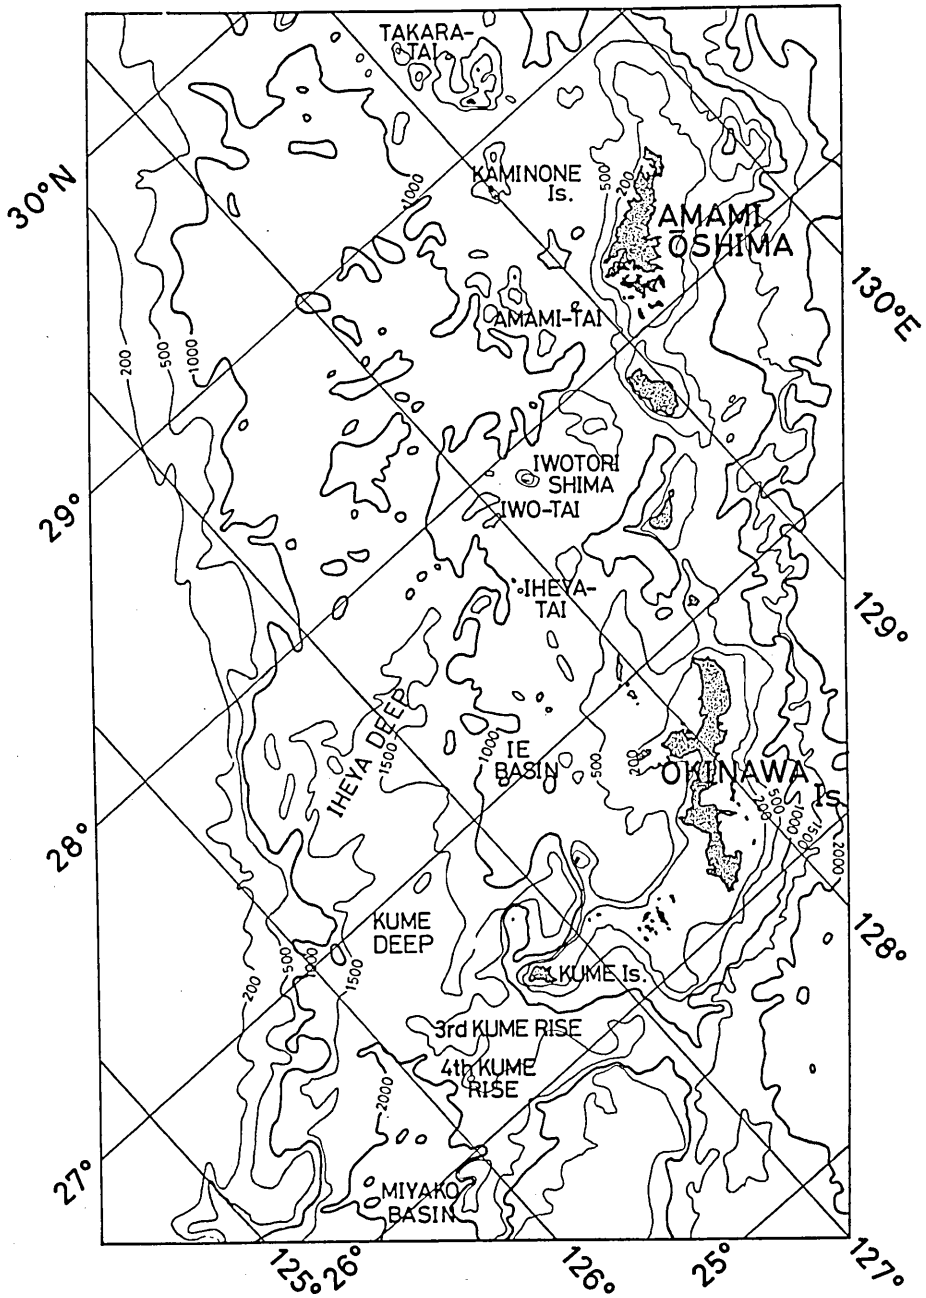 TAKARA-
TAI
30°N
KAMINONE
Is.
1000
500
200
AMAMI
ŌSHIMA
130°E
AMAMI-TAI
200
500
1000
IWOTORI
SHIMA
IWO-TAI
29°
IHEYA-
TAI
129°
IHEYA DEEP
1500
1000
IE
BASIN
500
200
OKINAWA
Is.
200
500
1000
1500
2000
28°
KUME
DEEP
128°
200
500
1000
1500
KUME Is.
3rd KUME RISE
4th KUME
RISE
2000
27°
MIYAKO
BASIN
125°
26°
126°
25°
127°